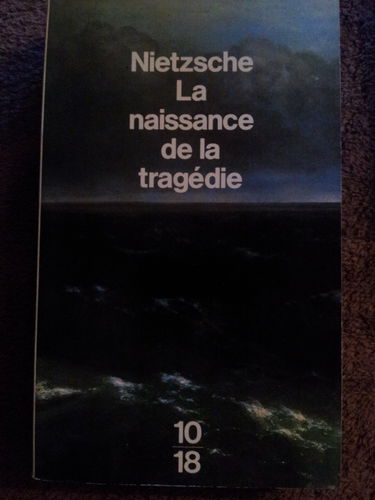 Nietzsche
La
naissance
de la
tragédie
10
18